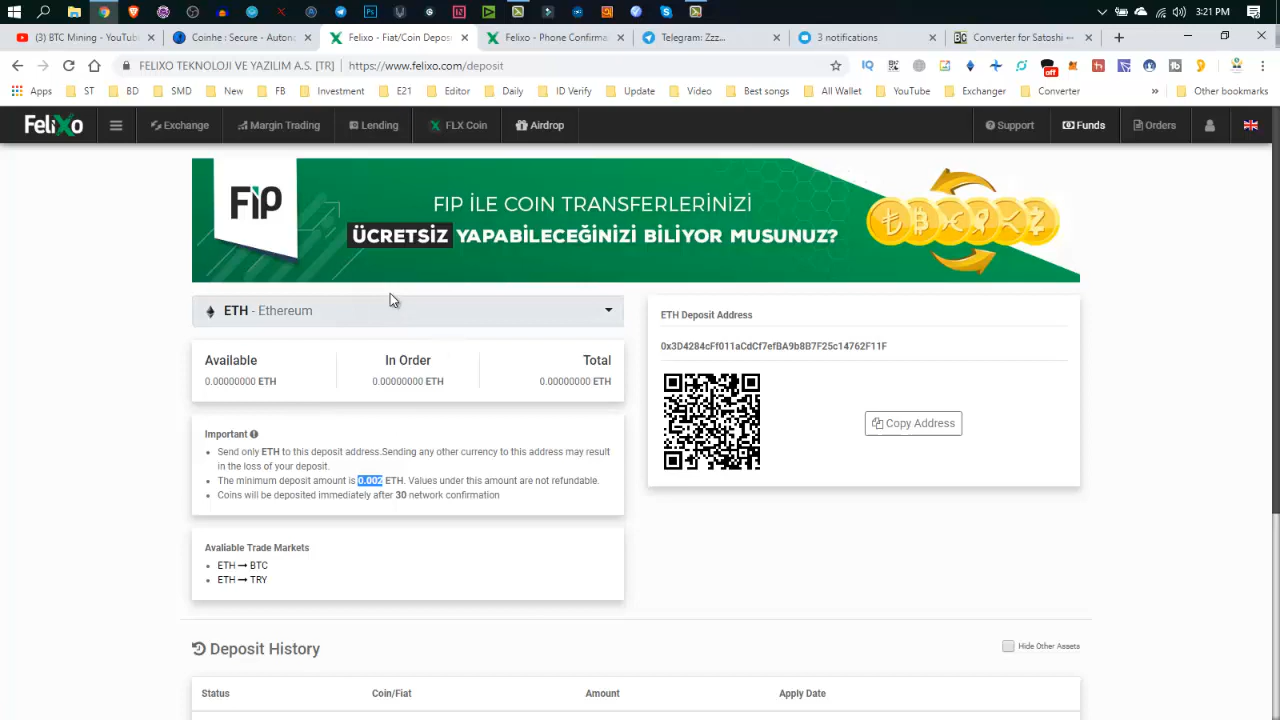 3:21 PM
(3) BTC Mining - YouTub
Coinhe : Secure - Autom
Felixo - Fiat/Coin Depos
Felixo - Phone Confirma
Telegram: Zzz...
3 notifications
Converter for Satoshi
FELIXO TEKNOLOJI VE YAZILIM A.S. [TR] | https://www.felixo.com/deposit
off
Apps ST BD SMD New FB Investment E21 Editor Daily ID Verify Update Video Best songs All Wallet YouTube Exchanger Converter » Other bookmarks
FeliXo Exchange Margin Trading Lending FLX Coin Airdrop Support Funds Orders
FiP
FIP İLE COIN TRANSFERLERİNİZİ
ÜCRETSİZ YAPABİLECEĞİNİZİ BİLİYOR MUSUNUZ?
ETH - Ethereum
Available In Order Total
0.00000000 ETH 0.00000000 ETH 0.00000000 ETH
Important
Send only ETH to this deposit address.Sending any other currency to this address may result
in the loss of your deposit.
The minimum deposit amount is 0.002 ETH. Values under this amount are not refundable.
Coins will be deposited immediately after 30 network confirmation
Avaliable Trade Markets
ETH → BTC
ETH → TRY
ETH Deposit Address
0x3D4284cFf011aCdCf7efBA9b8B7F25c14762F11F
Copy Address
Deposit History
Hide Other Assets
Status Coin/Fiat Amount Apply Date